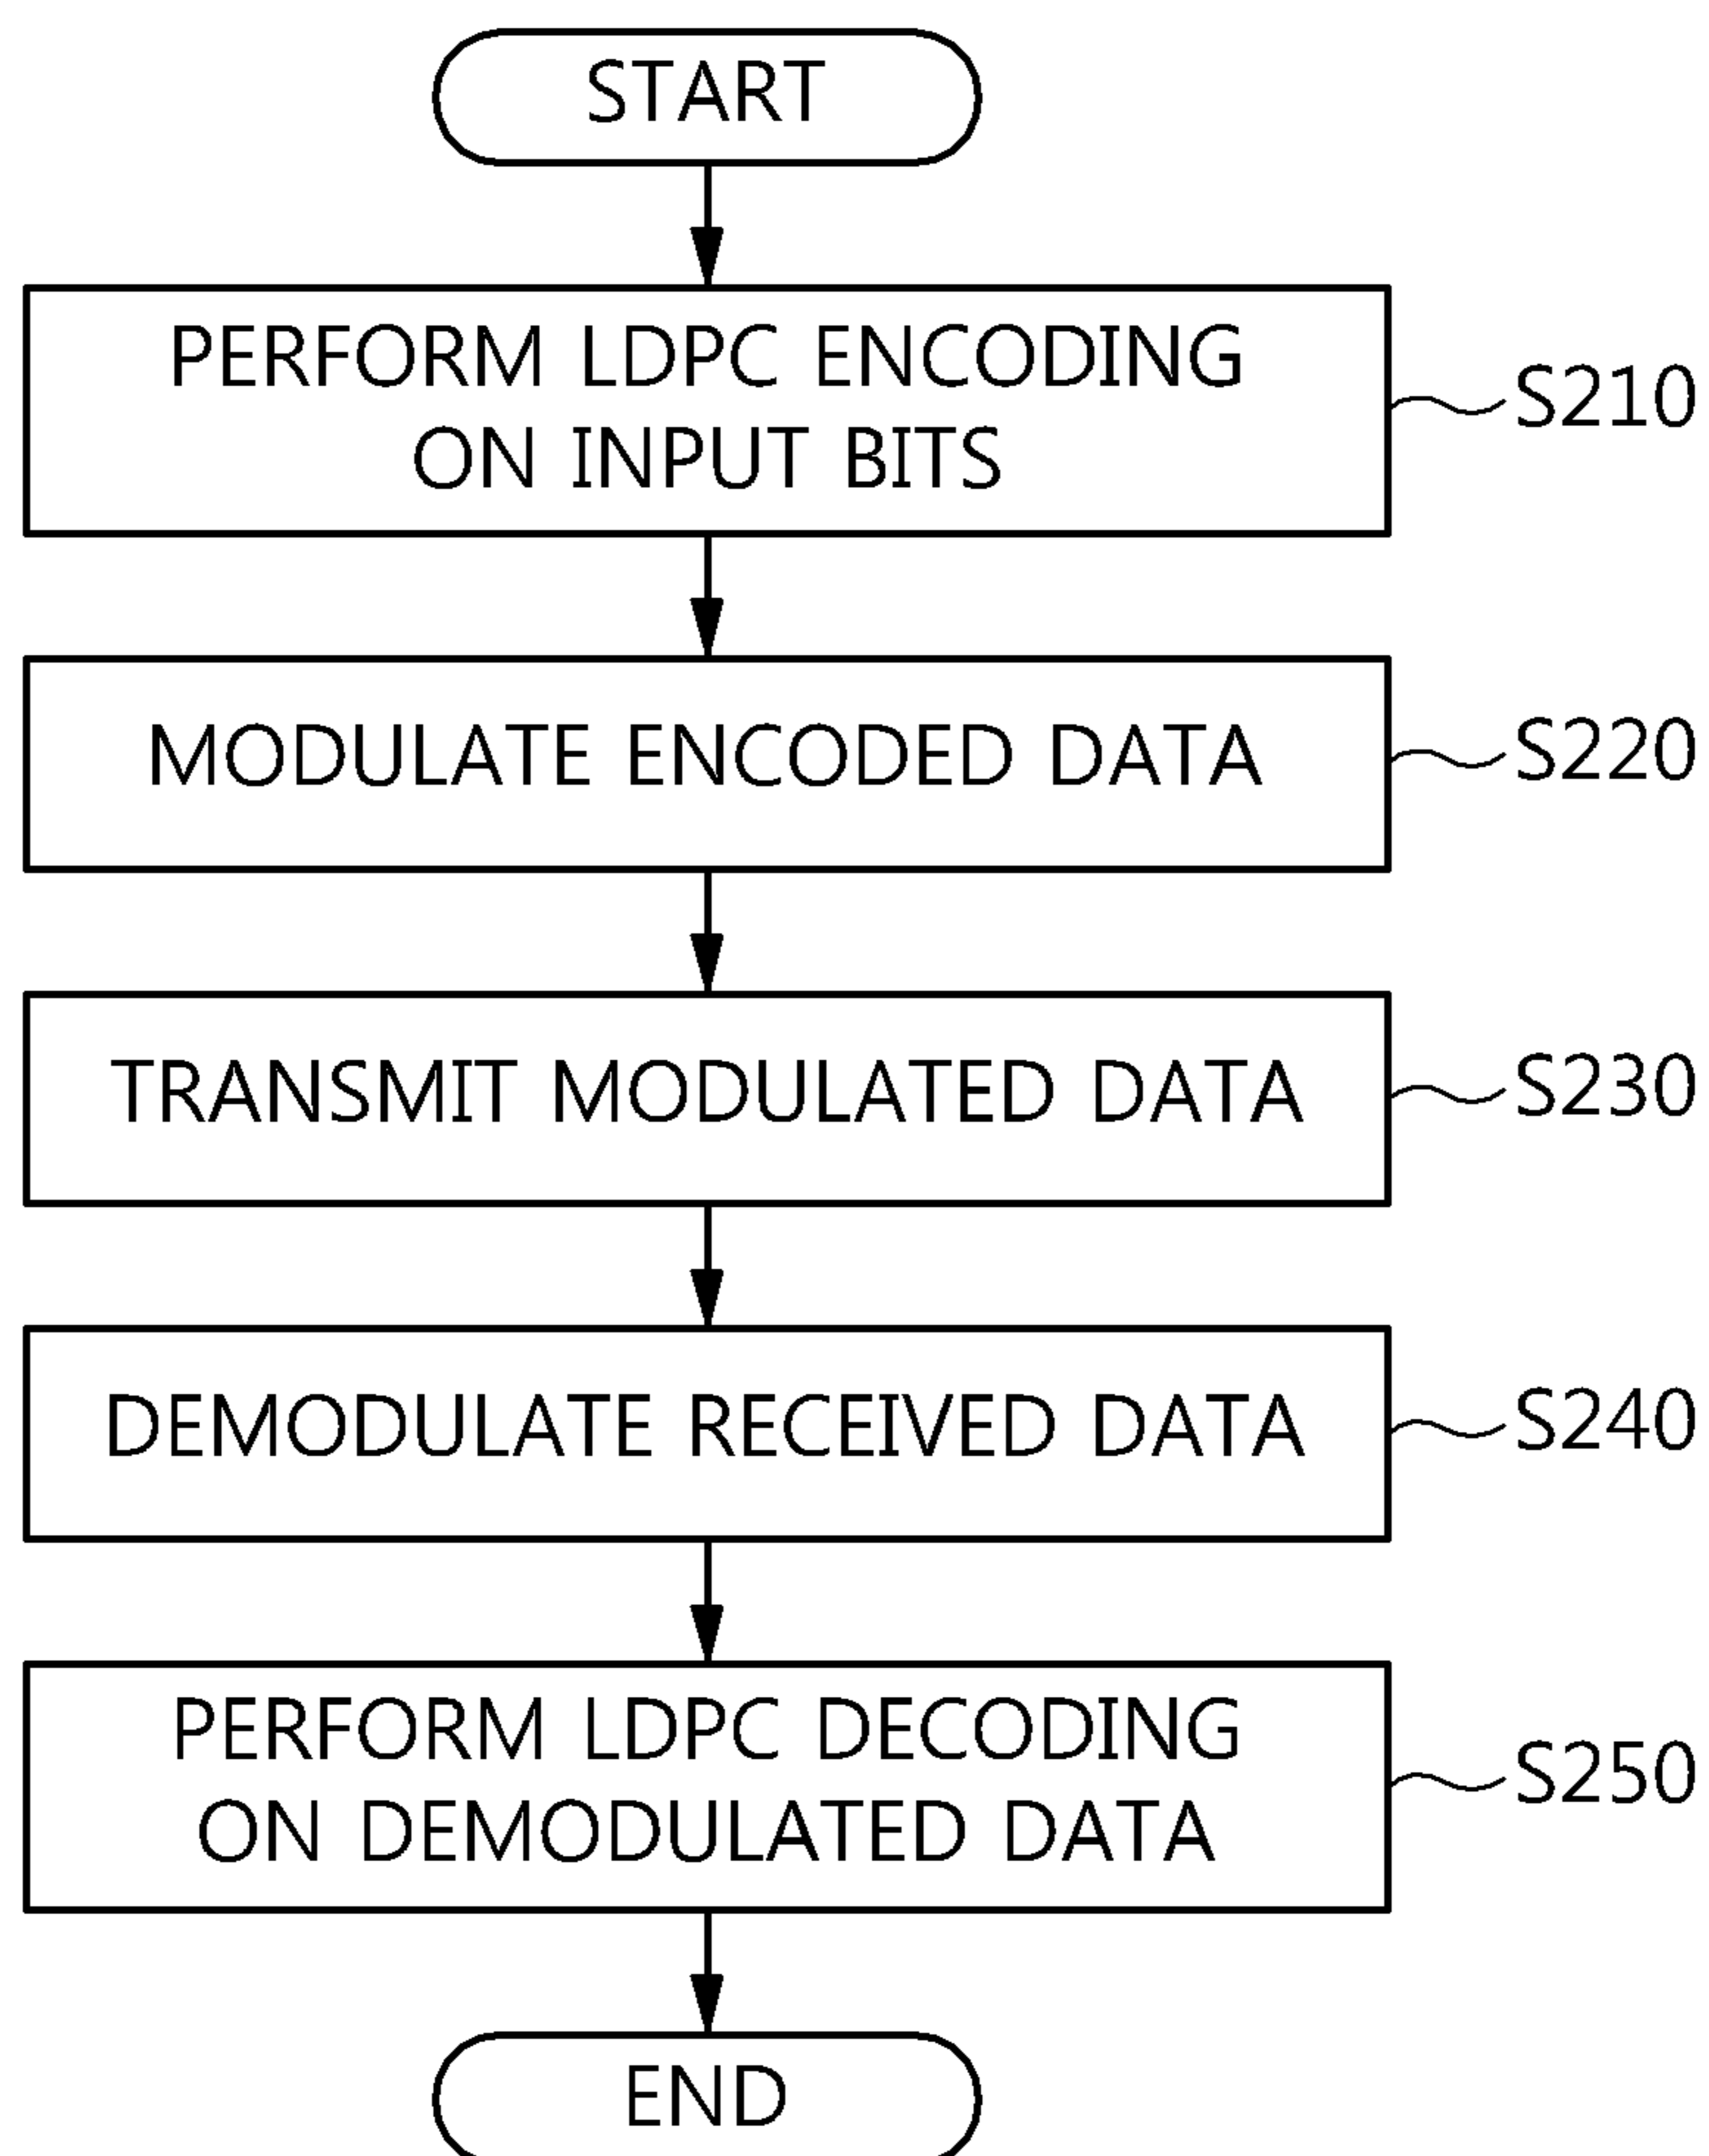 START
PERFORM LDPC ENCODING
ON INPUT BITS
S210
MODULATE ENCODED DATA
S220
TRANSMIT MODULATED DATA
S230
DEMODULATE RECEIVED DATA
S240
PERFORM LDPC DECODING
ON DEMODULATED DATA
S250
END